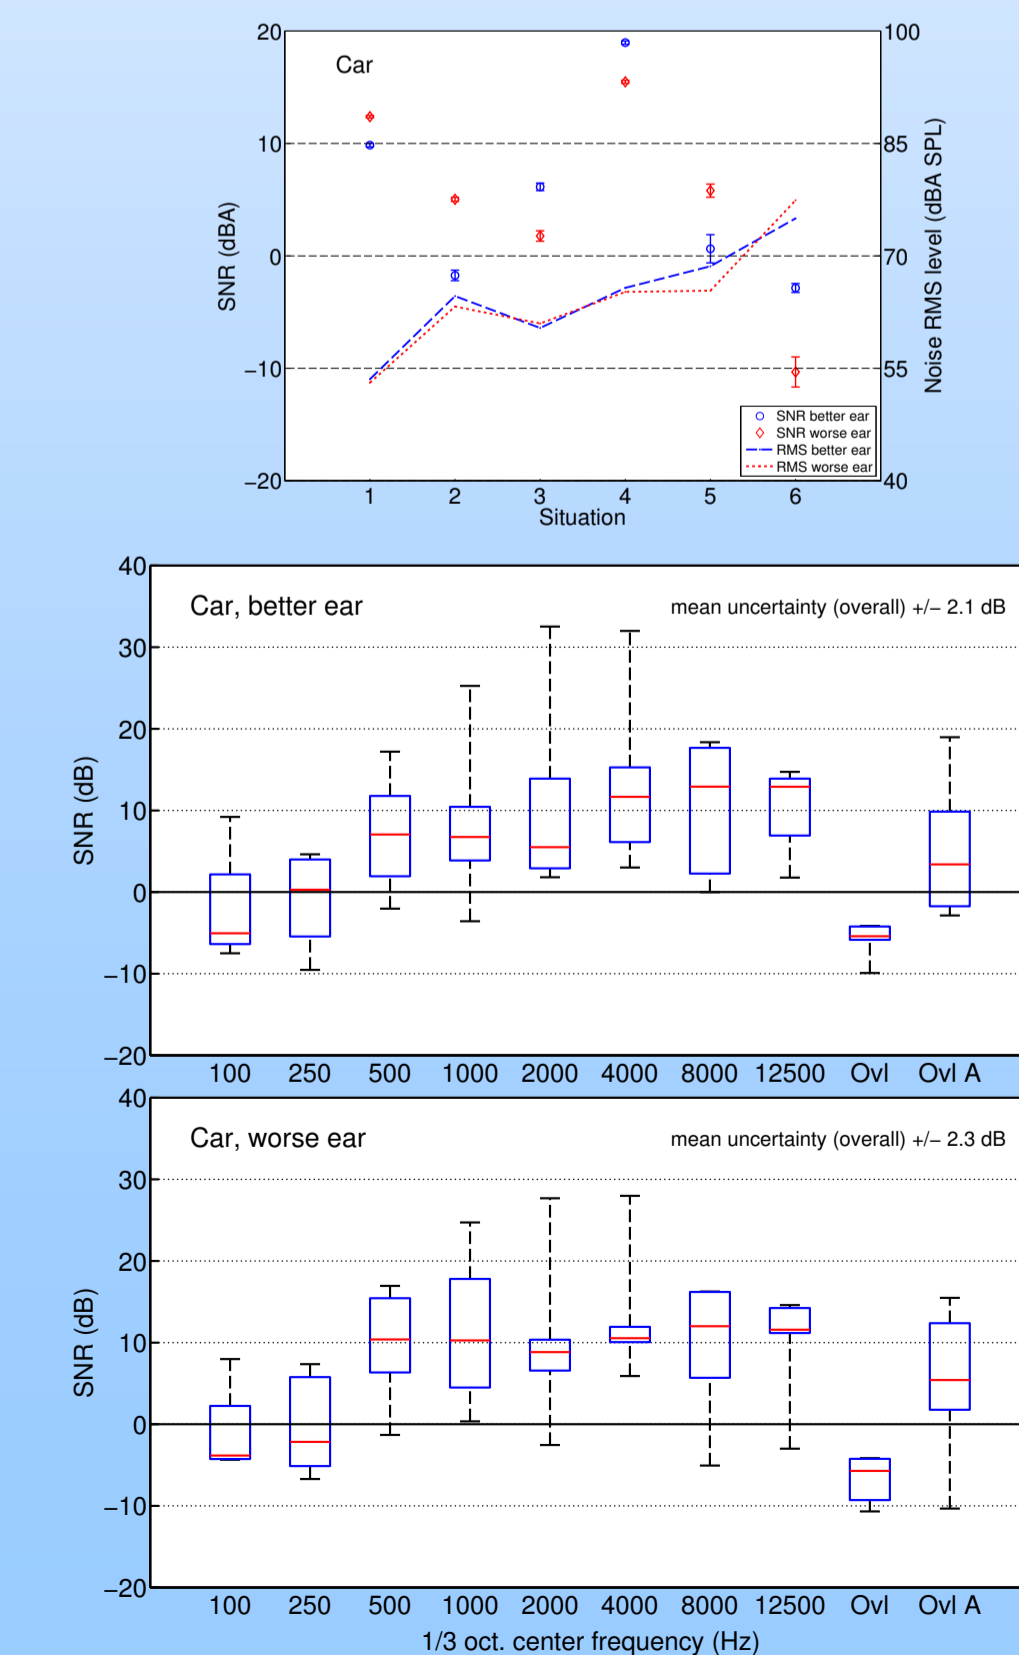 Car
20
10
0
−10
−20
SNR (dBA)
100
85
70
55
40
Noise RMS level (dBA SPL)
SNR better ear
SNR worse ear
RMS better ear
RMS worse ear
1 2 3 4 5 6
Situation
Car, better ear
mean uncertainty (overall) +/− 2.1 dB
40
30
20
10
0
−10
−20
SNR (dB)
100 250 500 1000 2000 4000 8000 12500 Ovl Ovl A
Car, worse ear
mean uncertainty (overall) +/− 2.3 dB
40
30
20
10
0
−10
−20
SNR (dB)
100 250 500 1000 2000 4000 8000 12500 Ovl Ovl A
1/3 oct. center frequency (Hz)